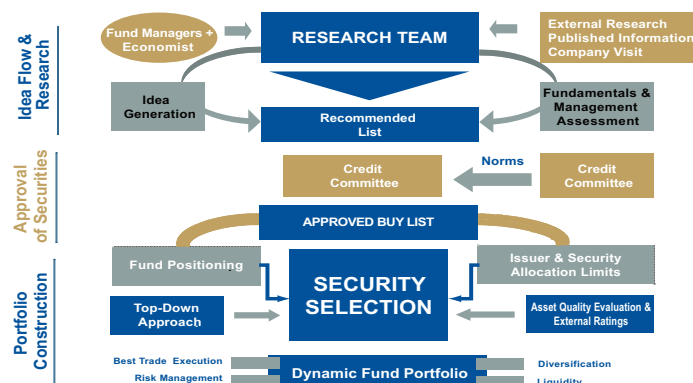 Idea Flow &
Research
Fund Managers +
Economist
RESEARCH TEAM
External Research
Published Information
Company Visit
Idea
Generation
Recommended
List
Fundamentals &
Management
Assessment
Approval
of Securities
Credit
Committee
Norms
Credit
Committee
APPROVED BUY LIST
Portfolio
Construction
Fund Positioning
SECURITY
SELECTION
Issuer & Security
Allocation Limits
Top-Down
Approach
Asset Quality Evaluation &
External Ratings
Best Trade Execution
Risk Management
Dynamic Fund Portfolio
Diversification
Liquidity